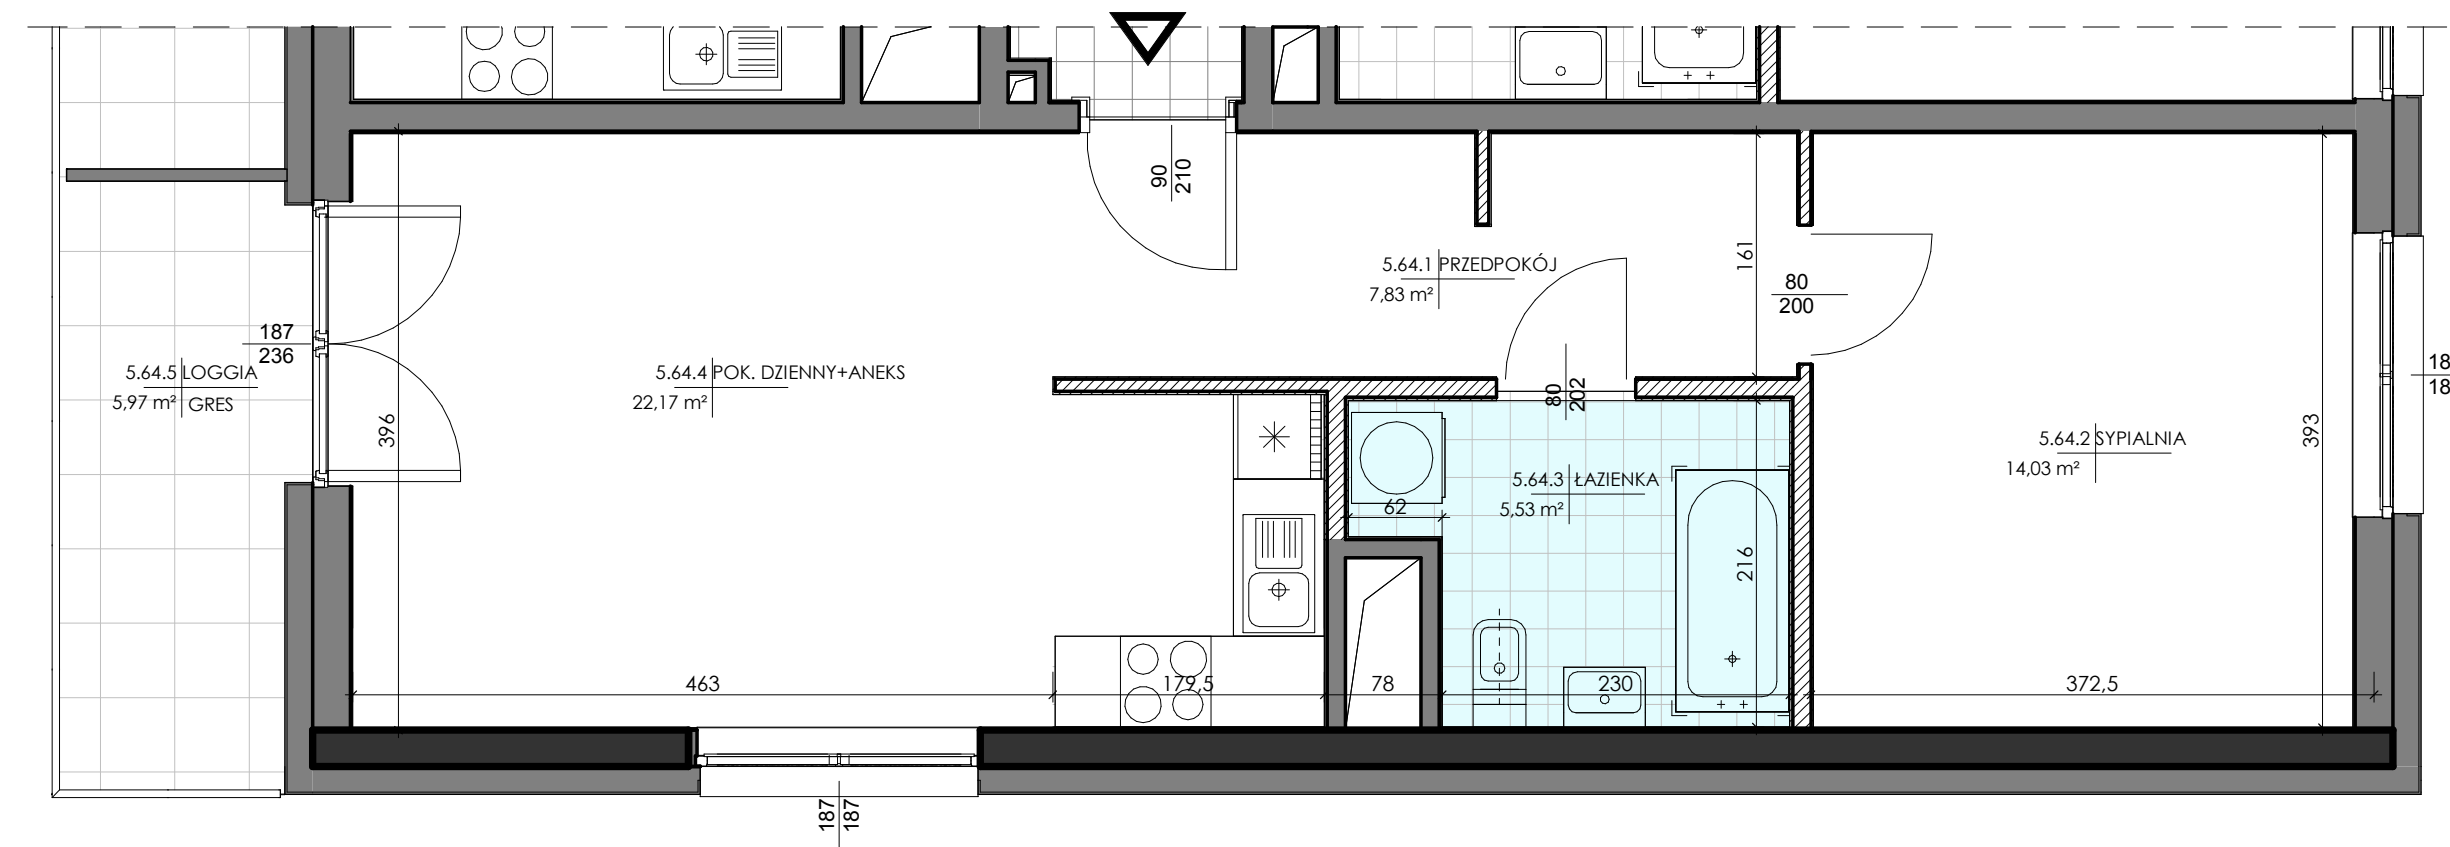 90
210
5.64.1 PRZEDPOKÓJ
7,83 m²
161
80
200
187
236
5.64.5 LOGGIA
5,97 m² GRES
5.64.4 POK. DZIENNY+ANEKS
22,17 m²
396
80
202
18
18
393
5.64.2 SYPIALNIA
14,03 m²
5.64.3 ŁAZIENKA
5,53 m²
62
216
463
179,5
78
230
372,5
187
187